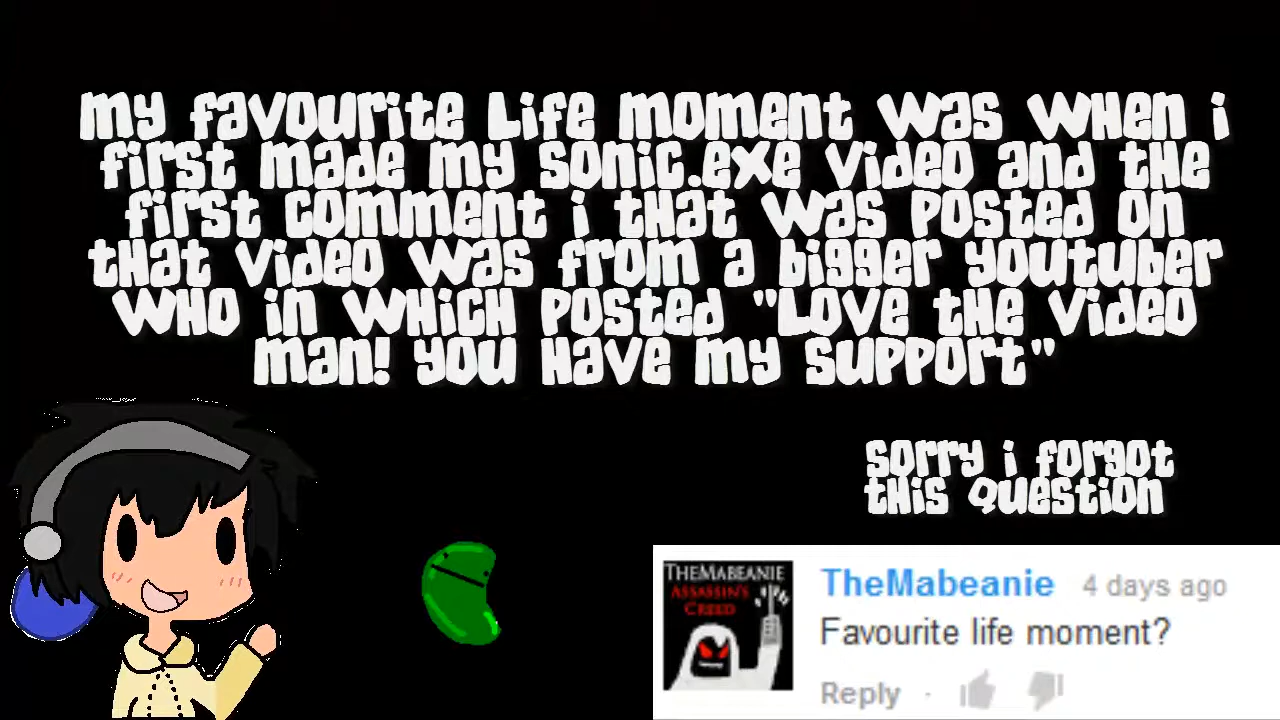 my favourite life moment was when i
first made my sonic.exe video and the
first comment i that was posted on
that video was from a bigger youtuber
who in which posted "Love the video
man! you have my support"
sorry i forgot
this question
THEMABEANIE
ASSASSIN'S
CREED
TheMabeanie 4 days ago
Favourite life moment?
Reply ·